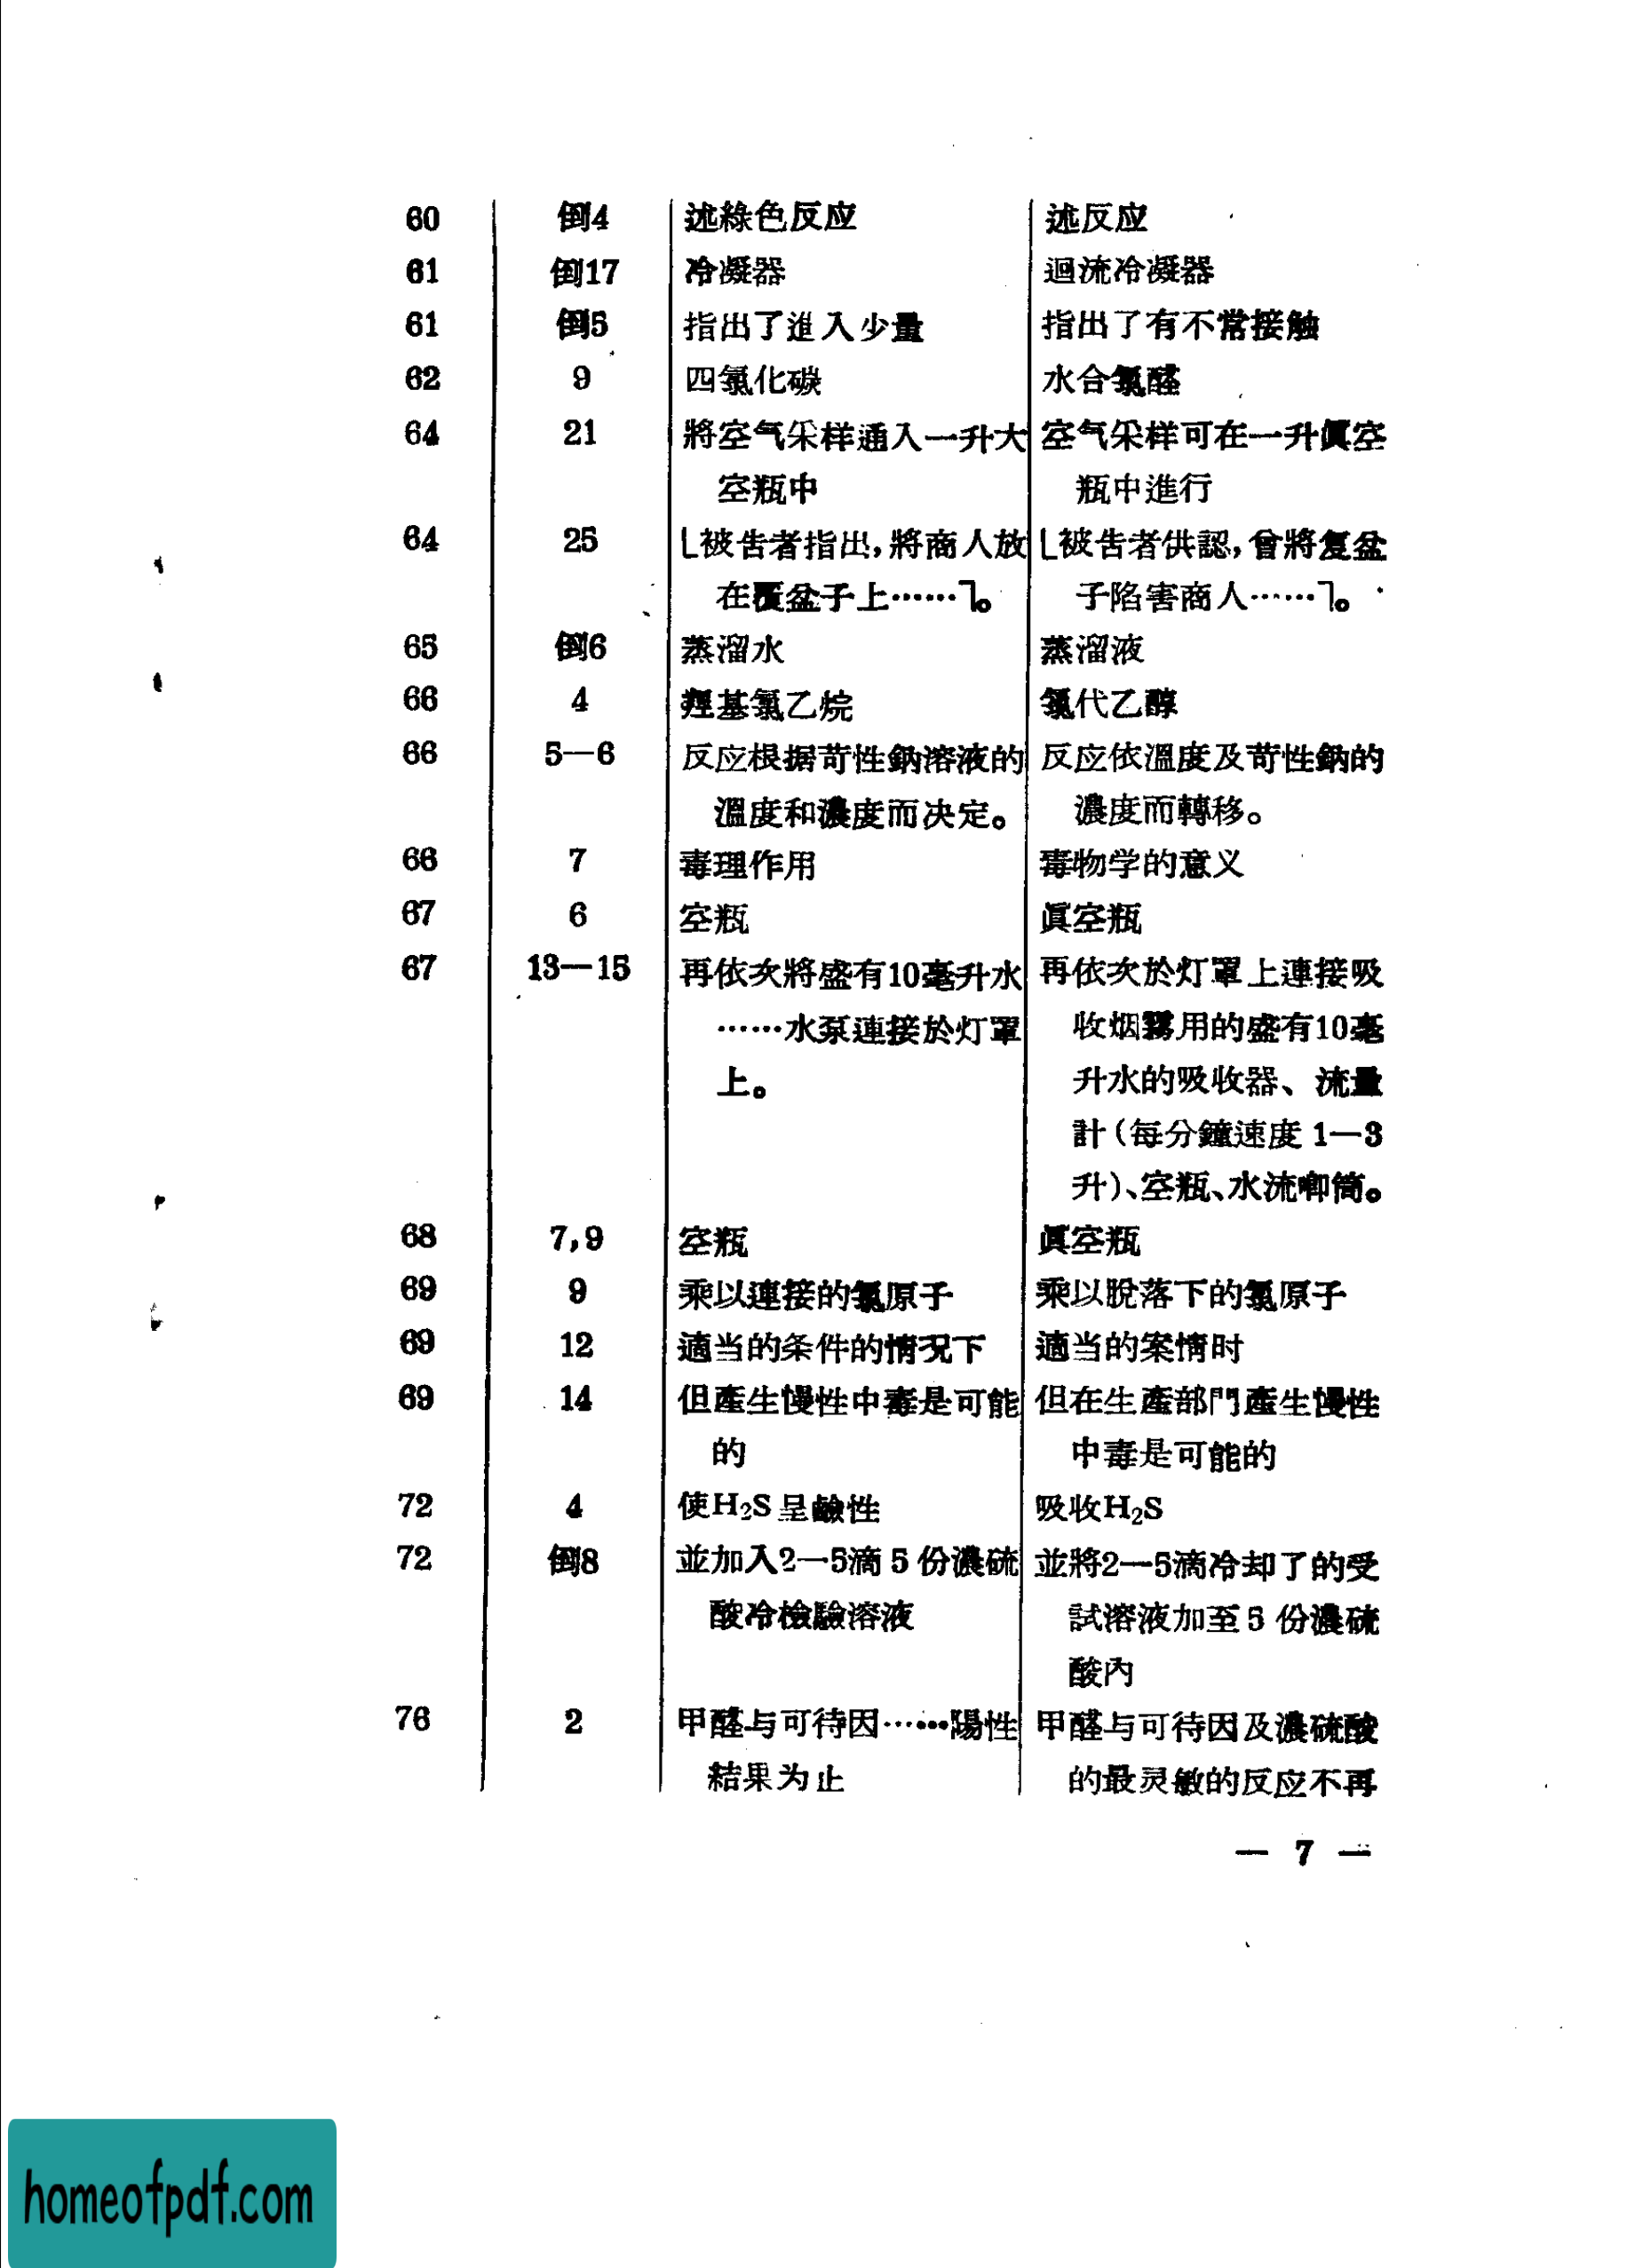 60 倒4 述綠色反应 述反应
61 倒17 冷凝器 迴流冷凝器
61 倒5 指出了進入少量 指出了有不常接触
62 9 四氯化碳 水合氯醛
64 21 將空气采样通入一升大 空气采样可在一升眞空
空瓶中 瓶中進行
64 25 ⌊被告者指出,將商人放 ⌊被告者供認,曾將复盆
在覆盆子上……⌉。 子陷害商人……⌉。
65 倒6 蒸溜水 蒸溜液
66 4 羥基氯乙烷 氯代乙醇
66 5—6 反应根据苛性鈉溶液的 反应依溫度及苛性鈉的
溫度和濃度而决定。 濃度而轉移。
66 7 毒理作用 毒物学的意义
67 6 空瓶 眞空瓶
67 13—15 再依次將盛有10毫升水 再依次於灯罩上連接吸
……水泵連接於灯罩 收烟霧用的盛有10毫
上。 升水的吸收器、流量
計(每分鐘速度1—3
升)、空瓶、水流喞筒。
68 7,9 空瓶 眞空瓶
69 9 乘以連接的氯原子 乘以脫落下的氯原子
69 12 適当的条件的情况下 適当的案情时
69 14 但產生慢性中毒是可能 但在生產部門產生慢性
的 中毒是可能的
72 4 使H₂S呈鹼性 吸收H₂S
72 倒8 並加入2—5滴5份濃硫 並將2—5滴冷却了的受
酸冷檢驗溶液 試溶液加至5份濃硫
酸內
76 2 甲醛与可待因……陽性 甲醛与可待因及濃硫酸
結果为止 的最灵敏的反应不再
— 7 —
homeofpdf.com